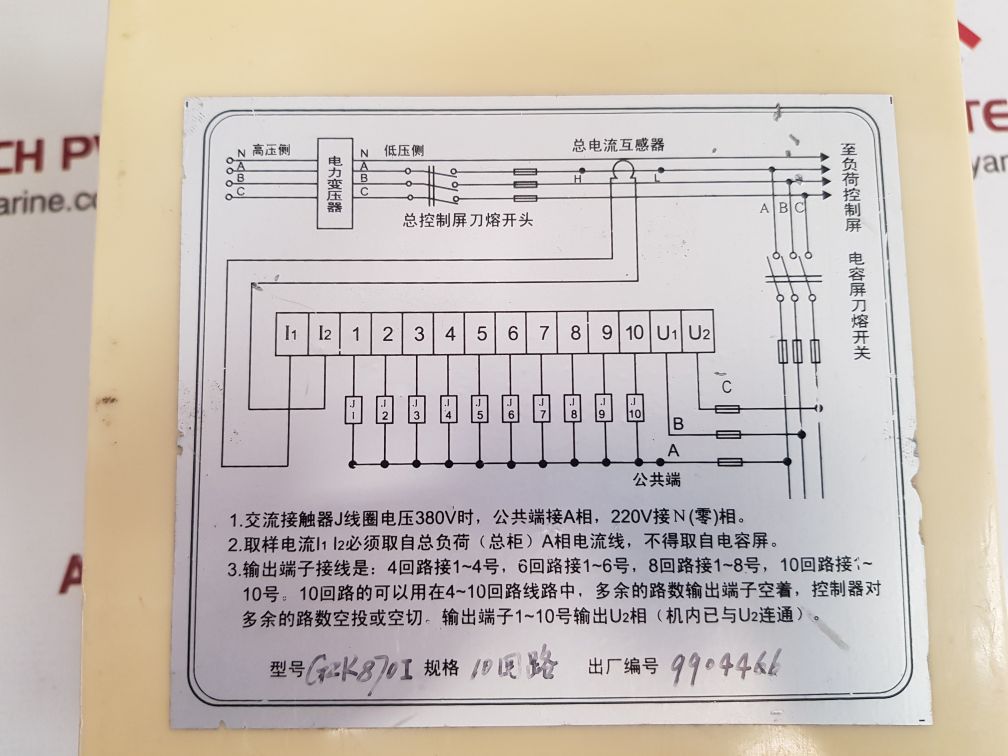 N 高压侧
A
B
C
电力变压器
N 低压侧
A
B
C
总控制屏刀熔开头
总电流互感器
H L
至负荷控制屏
A B C
电容屏刀熔开关
I1 I2 1 2 3 4 5 6 7 8 9 10 U1 U2
J1 J2 J3 J4 J5 J6 J7 J8 J9 J10
C
B
A
公共端
1.交流接触器J线圈电压380V时，公共端接A相，220V接N(零)相。
2.取样电流I1 I2必须取自总负荷（总柜）A相电流线，不得取自电容屏。
3.输出端子接线是：4回路接1~4号，6回路接1~6号，8回路接1~8号，10回路接1~
10号。10回路的可以用在4~10回路线路中，多余的路数输出端子空着，控制器对
多余的路数空投或空切。输出端子1~10号输出U2相（机内已与U2连通）。
型号 GZK870I 规格 10回路 出厂编号 9904466
CH
arine.c